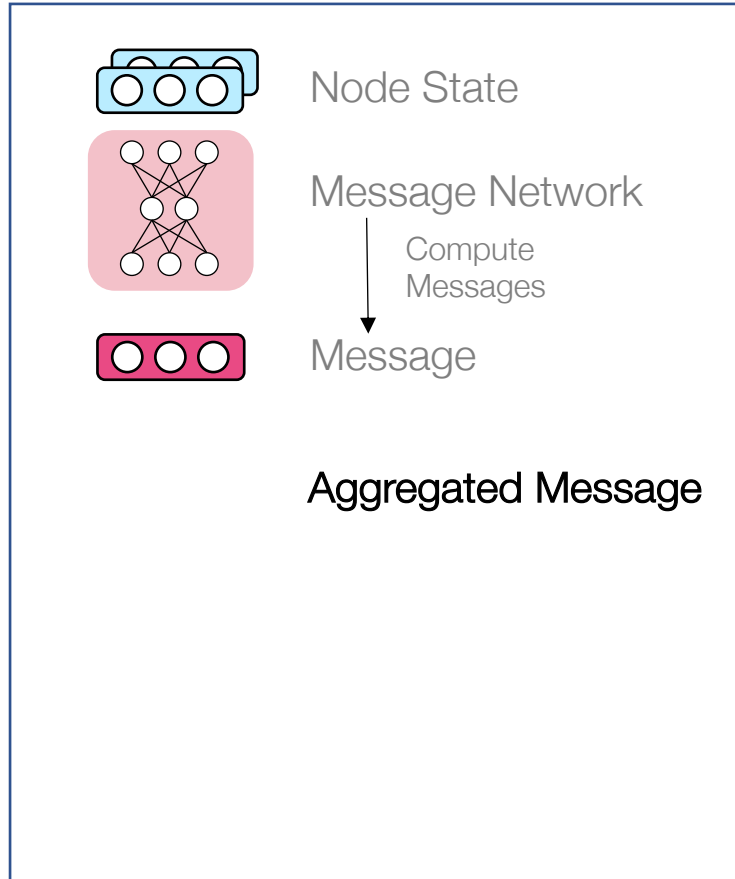 Node State
Message Network
Compute
Messages
Message
Aggregated Message